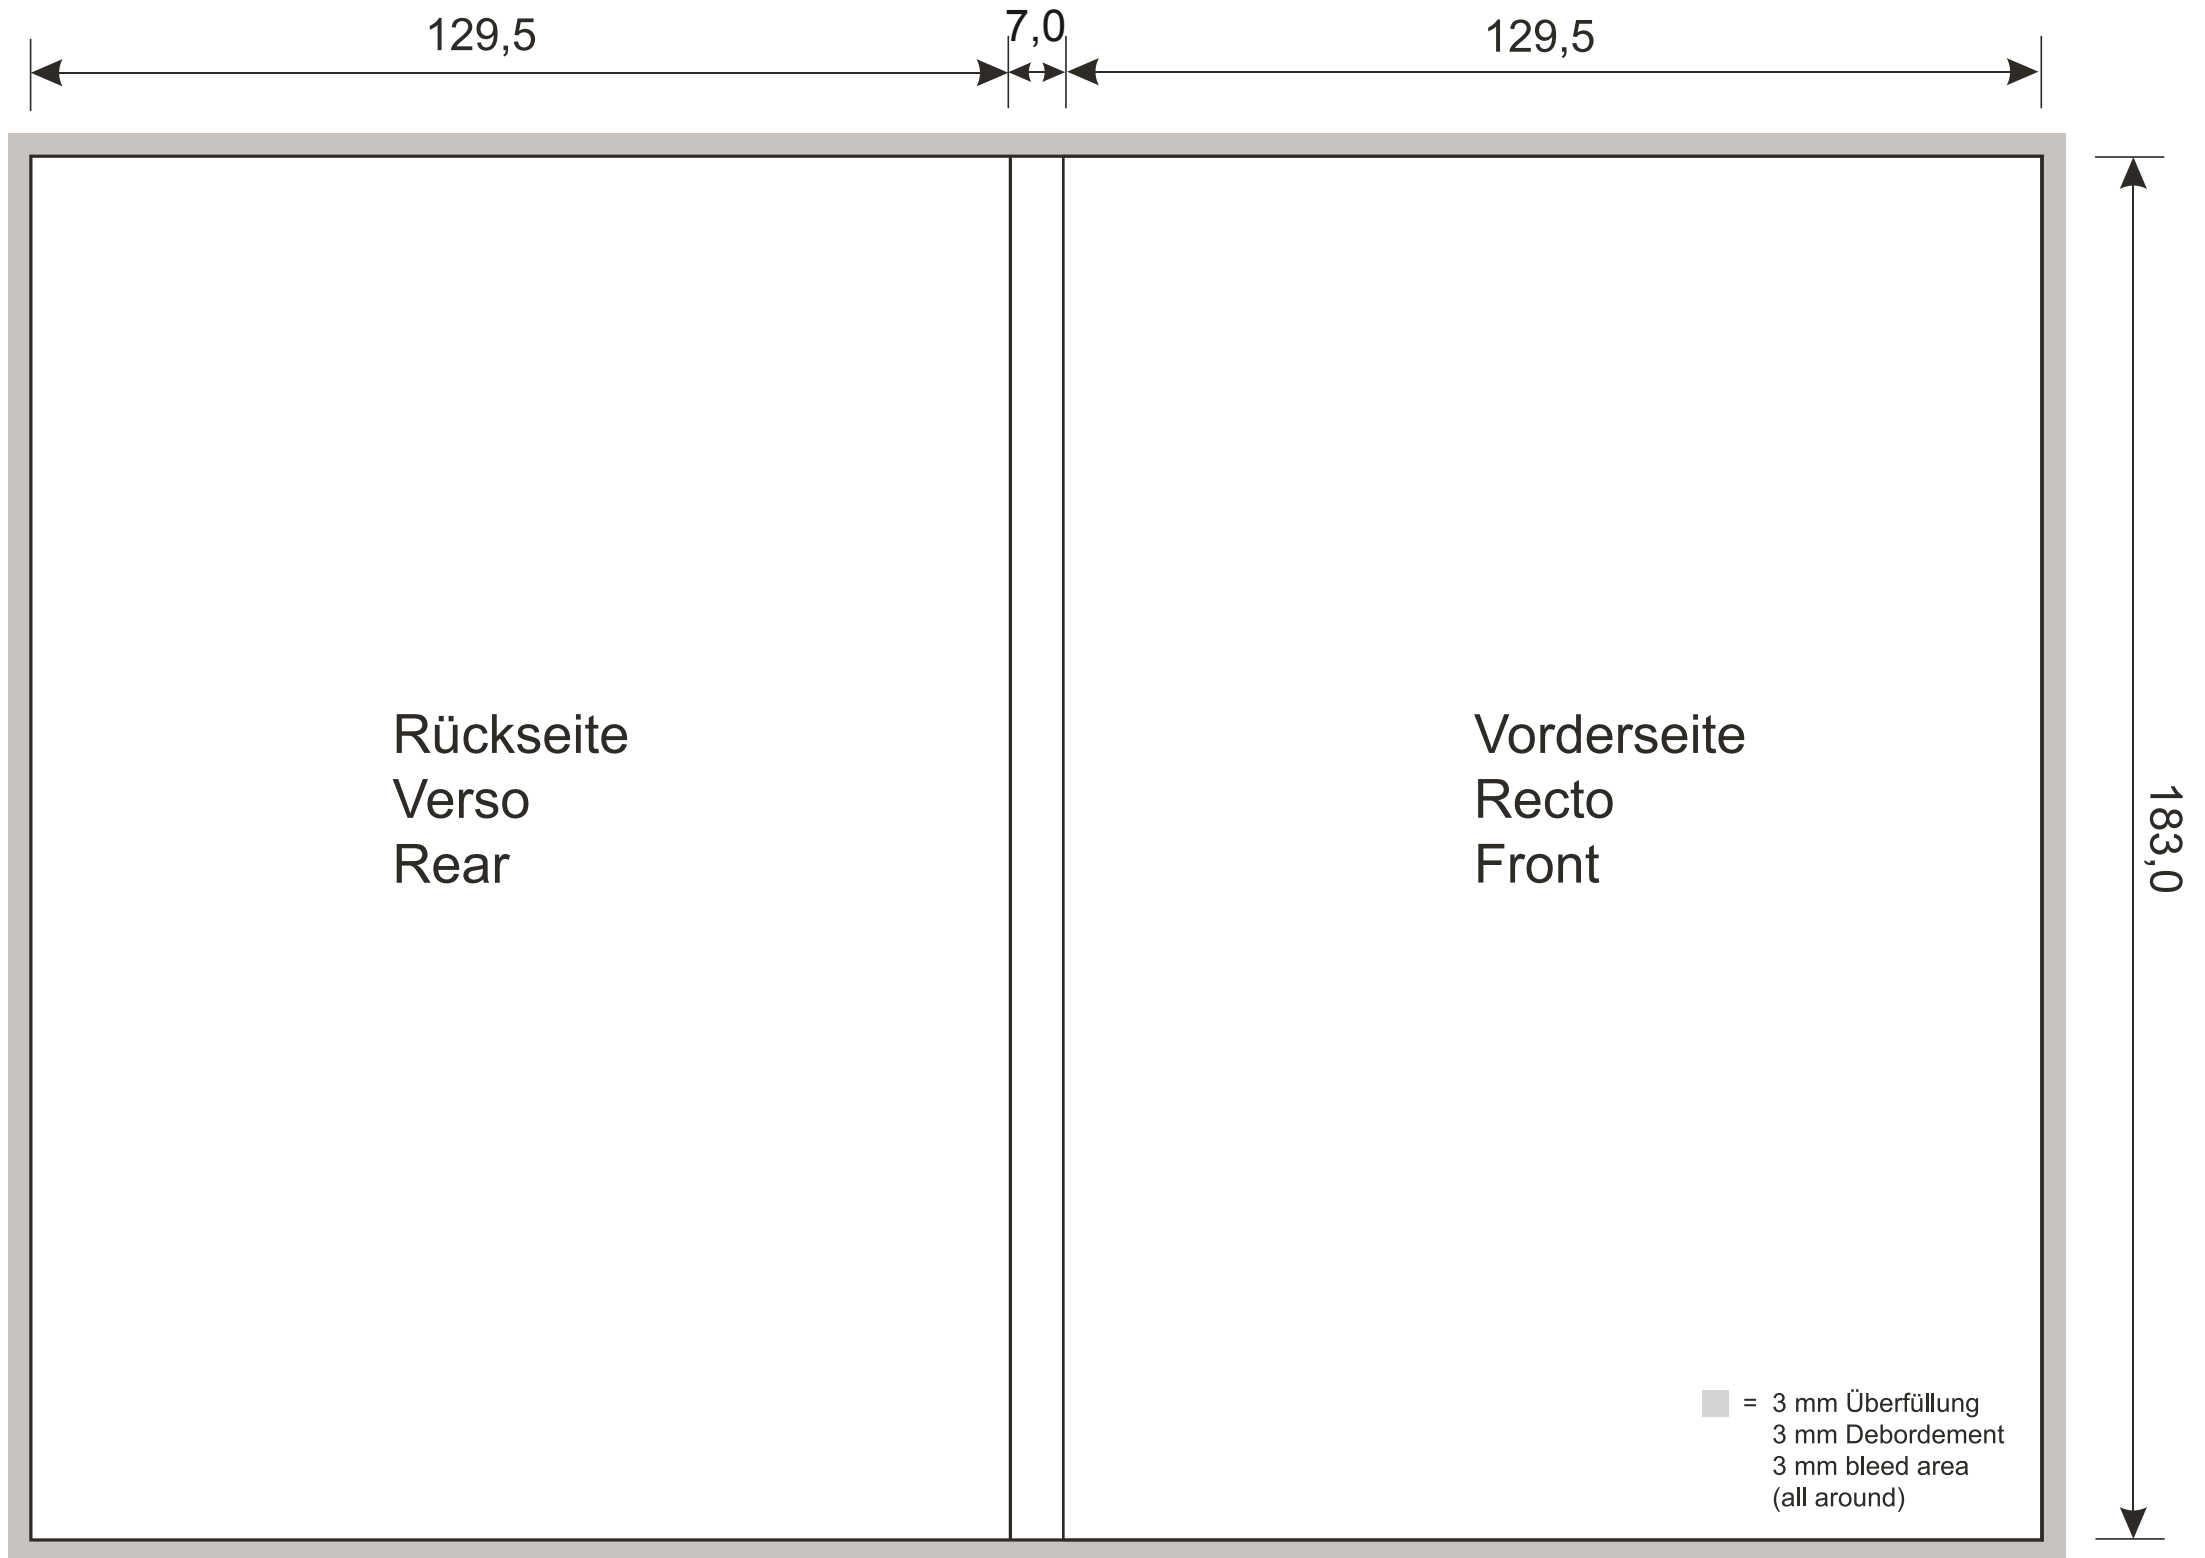 129,5
7,0
129,5
Rückseite
Verso
Rear
Vorderseite
Recto
Front
183,0
= 3 mm Überfüllung
3 mm Debordement
3 mm bleed area
(all around)